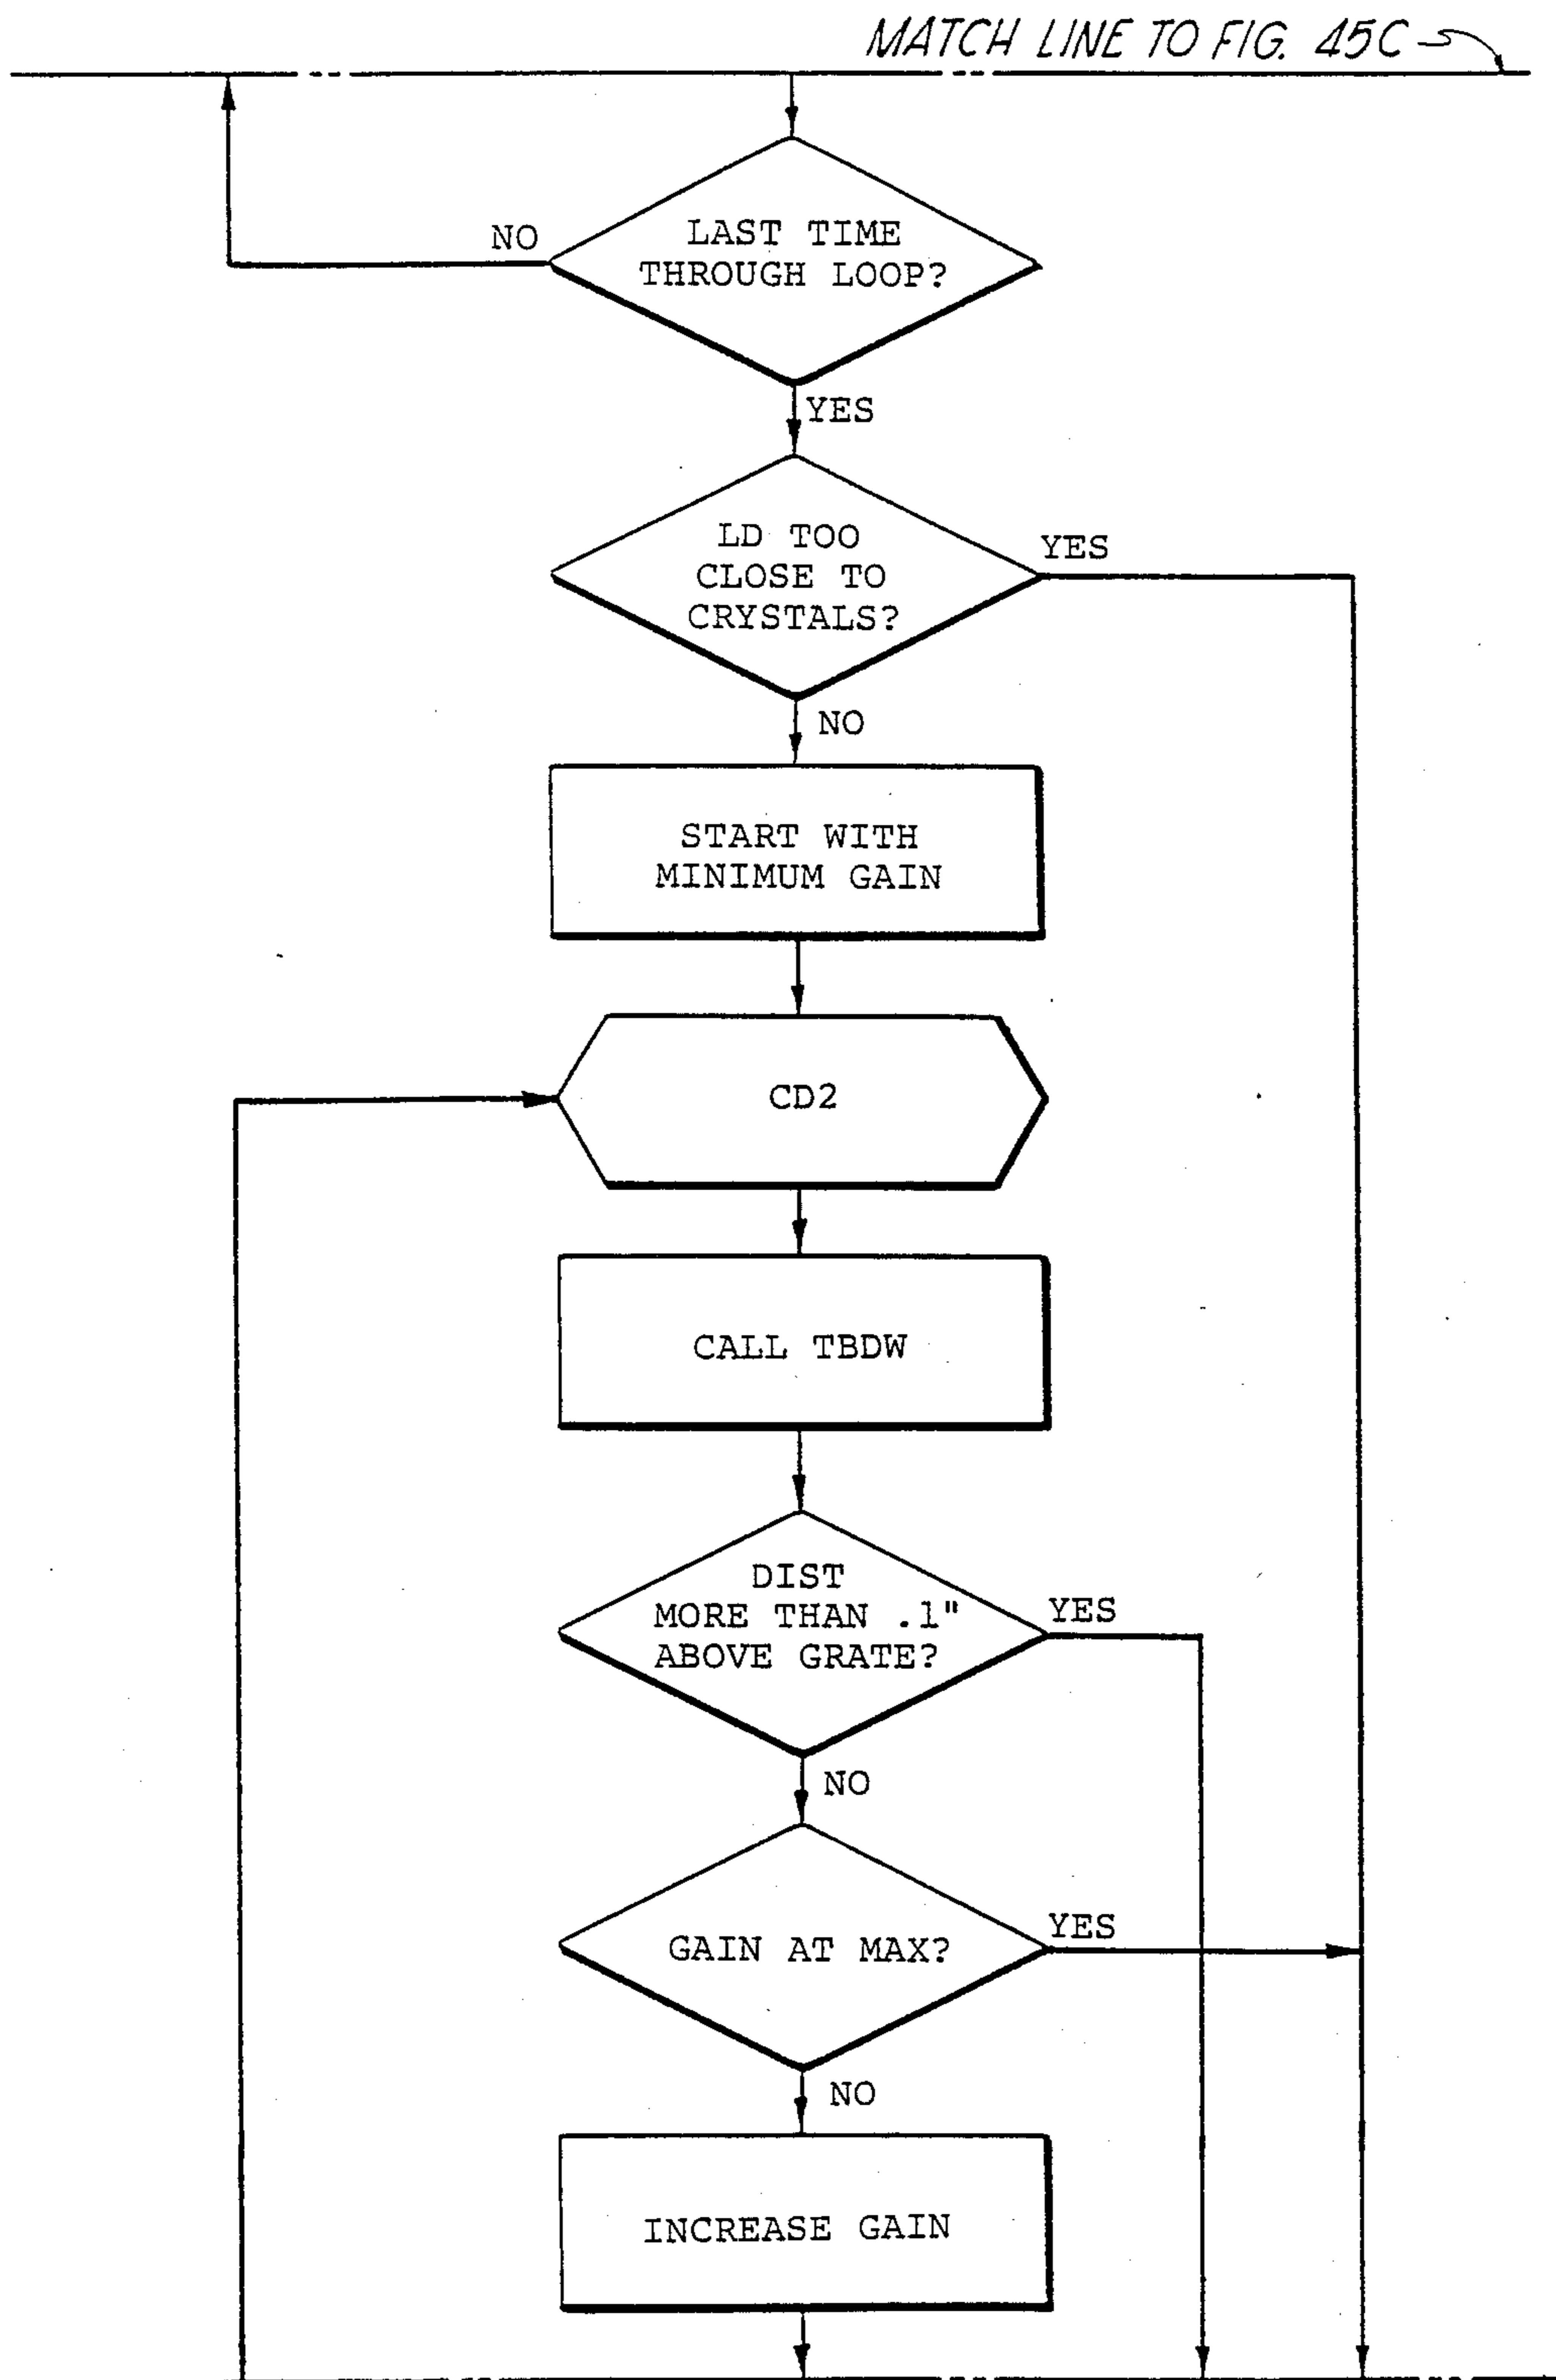 MATCH LINE TO FIG. 45C
LAST TIME
THROUGH LOOP?
NO
YES
LD TOO
CLOSE TO
CRYSTALS?
YES
NO
START WITH
MINIMUM GAIN
CD2
CALL TBDW
DIST
MORE THAN .1"
ABOVE GRATE?
YES
NO
GAIN AT MAX?
YES
NO
INCREASE GAIN